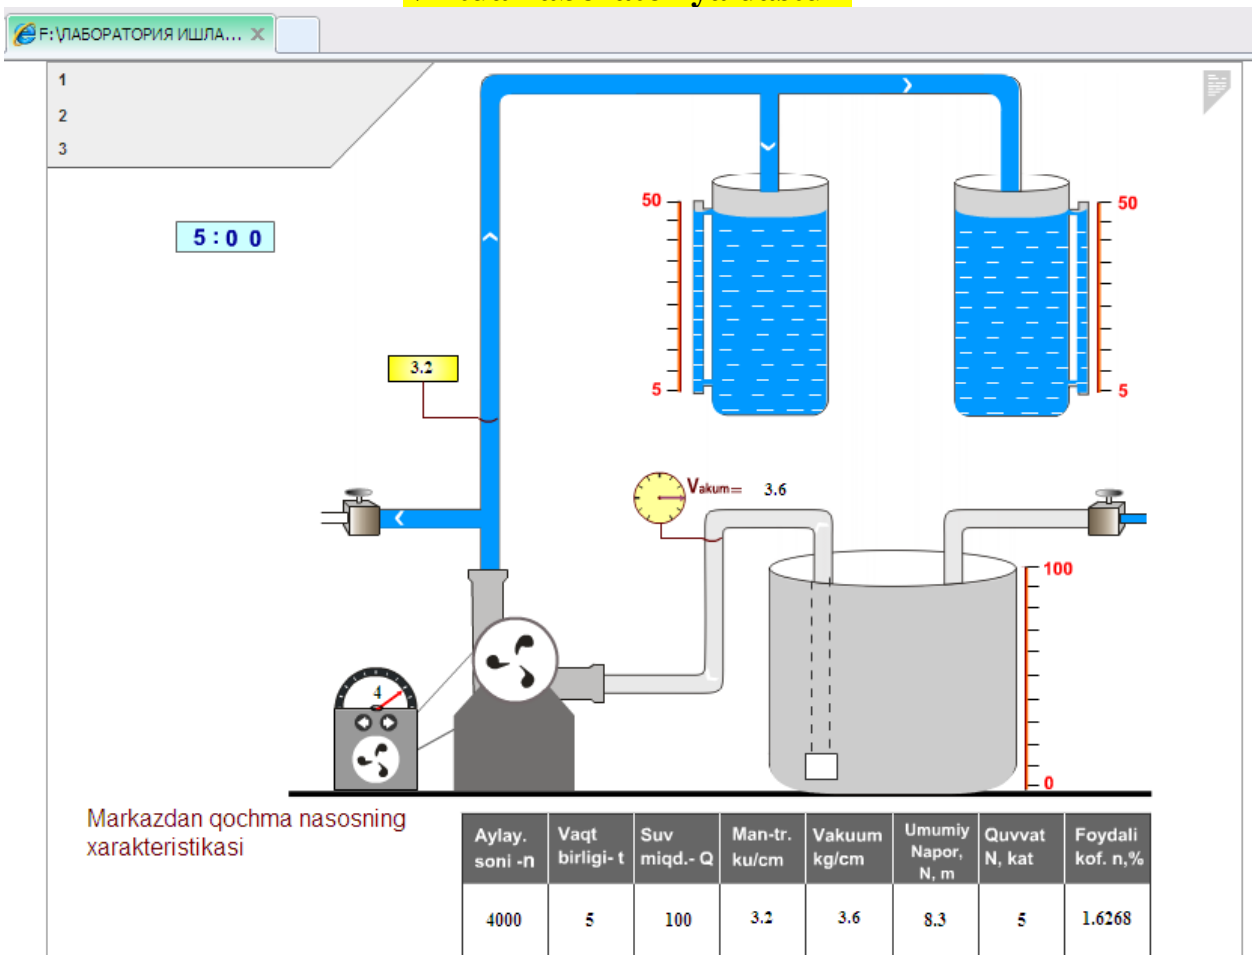 F:\ЛАБОРАТОРИЯ ИШЛА... X
1
2
3
5:00
50
5
50
5
3.2
Vakum= 3.6
100
0
4
Markazdan qochma nasosning
xarakteristikasi
Aylay. soni -n
Vaqt birligi- t
Suv miqd.- Q
Man-tr. ku/cm
Vakuum kg/cm
Umumiy Napor, N, m
Quvvat N, kat
Foydali kof. n,%
4000 5 100 3.2 3.6 8.3 5 1.6268